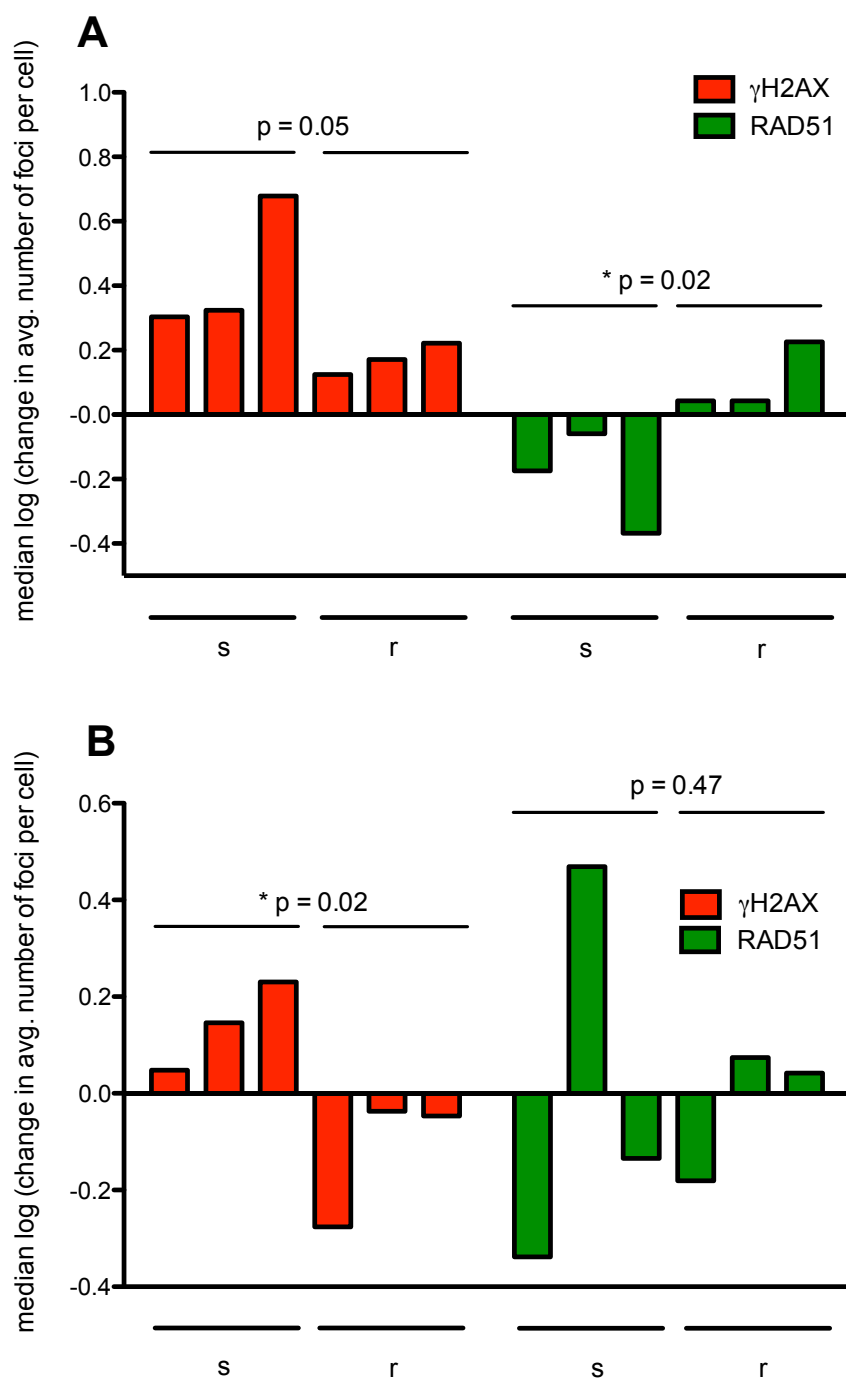 A
median log (change in avg. number of foci per cell)
γH2AX
RAD51
1.0
0.8
0.6
0.4
0.2
-0.0
-0.2
-0.4
p = 0.05
* p = 0.02
s r s r
B
median log (change in avg. number of foci per cell)
0.6
0.4
0.2
0.0
-0.2
-0.4
p = 0.47
* p = 0.02
γH2AX
RAD51
s r s r